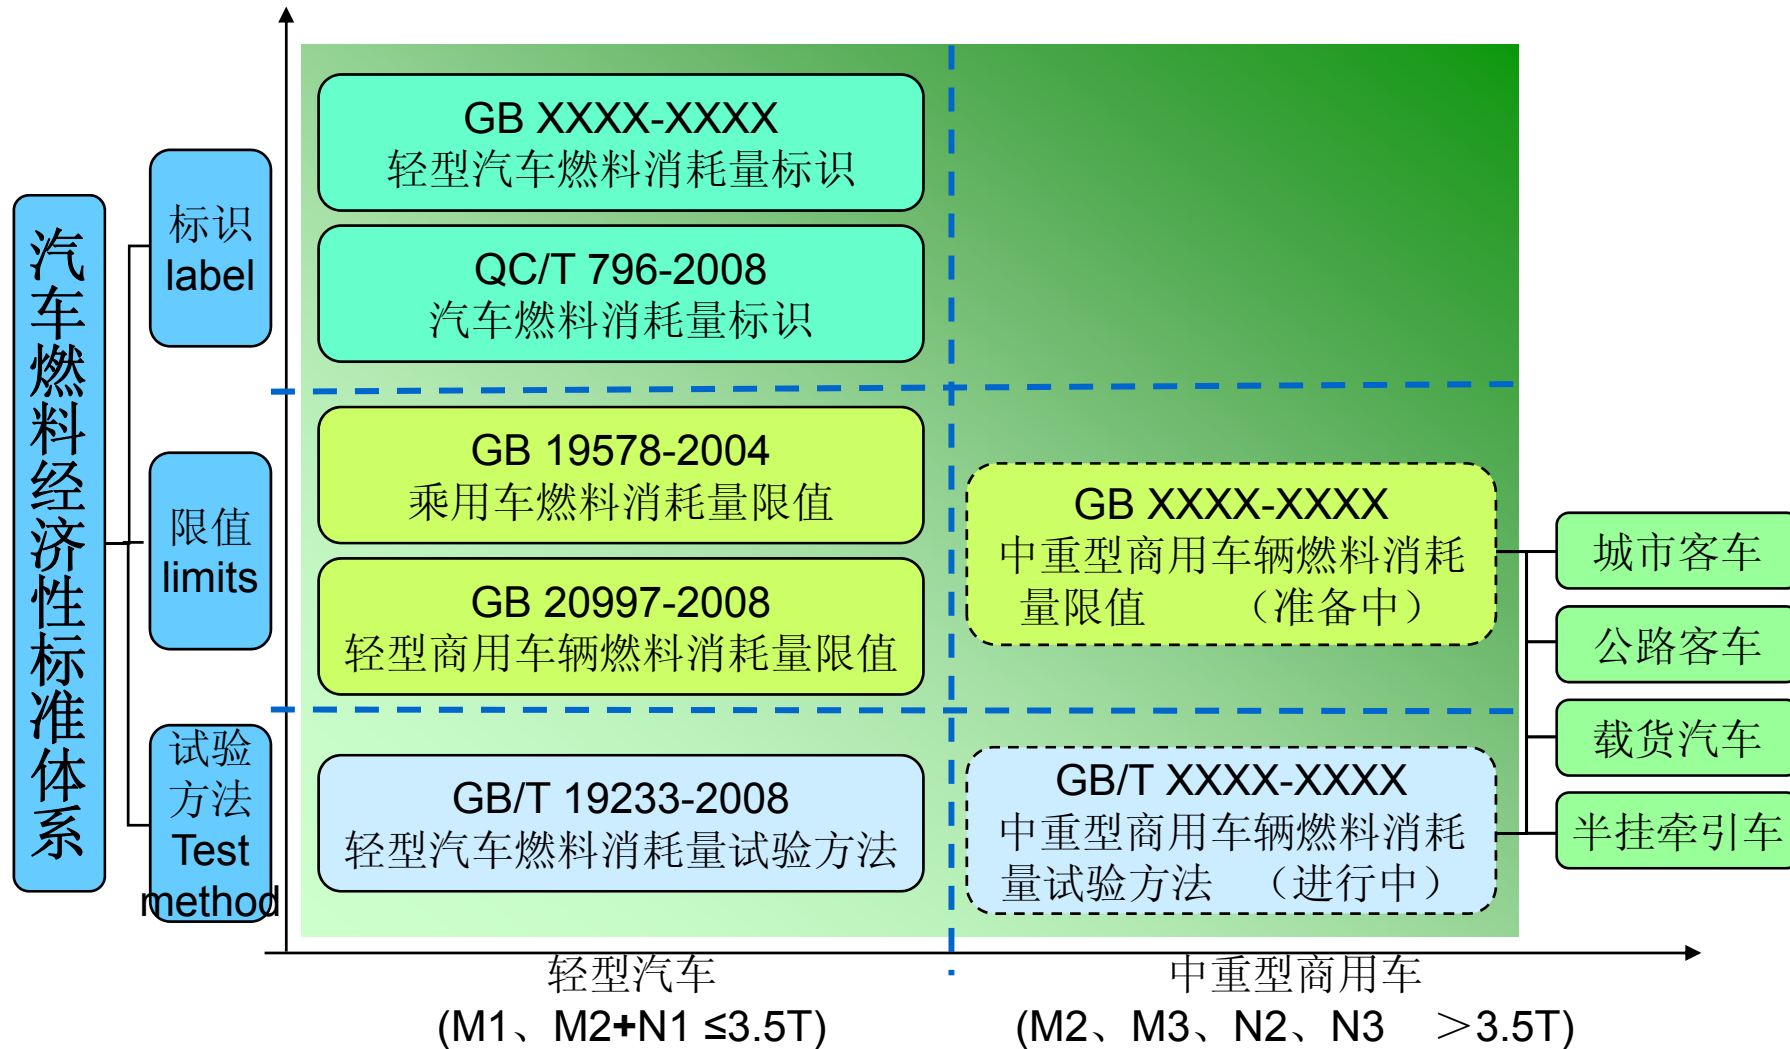 汽车燃料经济性标准体系
标识
label
限值
limits
试验
方法
Test
method
GB XXXX-XXXX
轻型汽车燃料消耗量标识
QC/T 796-2008
汽车燃料消耗量标识
GB 19578-2004
乘用车燃料消耗量限值
GB 20997-2008
轻型商用车辆燃料消耗量限值
GB/T 19233-2008
轻型汽车燃料消耗量试验方法
GB XXXX-XXXX
中重型商用车辆燃料消耗
量限值 （准备中）
GB/T XXXX-XXXX
中重型商用车辆燃料消耗
量试验方法 （进行中）
城市客车
公路客车
载货汽车
半挂牵引车
轻型汽车
(M1、M2+N1 ≤3.5T)
中重型商用车
(M2、M3、N2、N3 ＞3.5T)